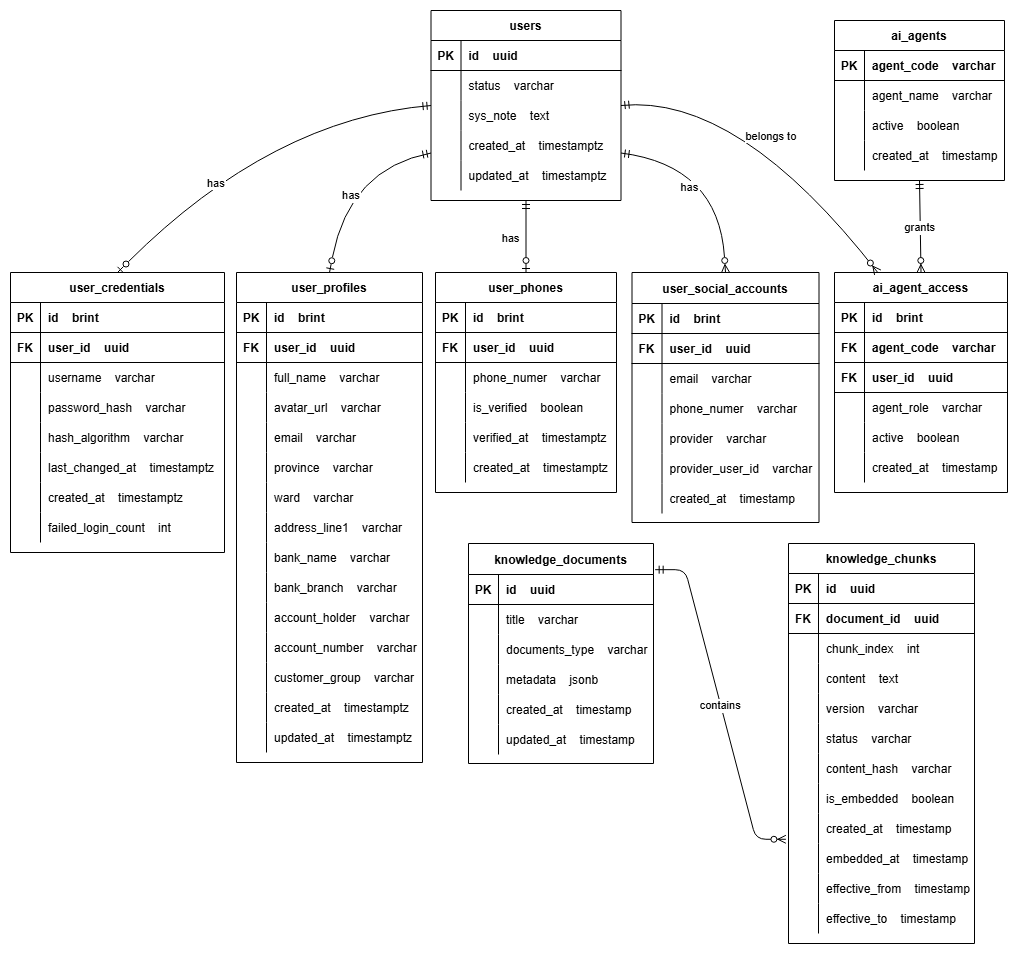 users
PK id uuid
status varchar
sys_note text
created_at timestamptz
updated_at timestamptz
ai_agents
PK agent_code varchar
agent_name varchar
active boolean
created_at timestamp
has
has
has
has
belongs to
grants
user_credentials
PK id brint
FK user_id uuid
username varchar
password_hash varchar
hash_algorithm varchar
last_changed_at timestamptz
created_at timestamptz
failed_login_count int
user_profiles
PK id brint
FK user_id uuid
full_name varchar
avatar_url varchar
email varchar
province varchar
ward varchar
address_line1 varchar
bank_name varchar
bank_branch varchar
account_holder varchar
account_number varchar
customer_group varchar
created_at timestamptz
updated_at timestamptz
user_phones
PK id brint
FK user_id uuid
phone_numer varchar
is_verified boolean
verified_at timestamptz
created_at timestamptz
user_social_accounts
PK id brint
FK user_id uuid
email varchar
phone_numer varchar
provider varchar
provider_user_id varchar
created_at timestamp
ai_agent_access
PK id brint
FK agent_code varchar
FK user_id uuid
agent_role varchar
active boolean
created_at timestamp
knowledge_documents
PK id uuid
title varchar
documents_type varchar
metadata jsonb
created_at timestamp
updated_at timestamp
contains
knowledge_chunks
PK id uuid
FK document_id uuid
chunk_index int
content text
version varchar
status varchar
content_hash varchar
is_embedded boolean
created_at timestamp
embedded_at timestamp
effective_from timestamp
effective_to timestamp